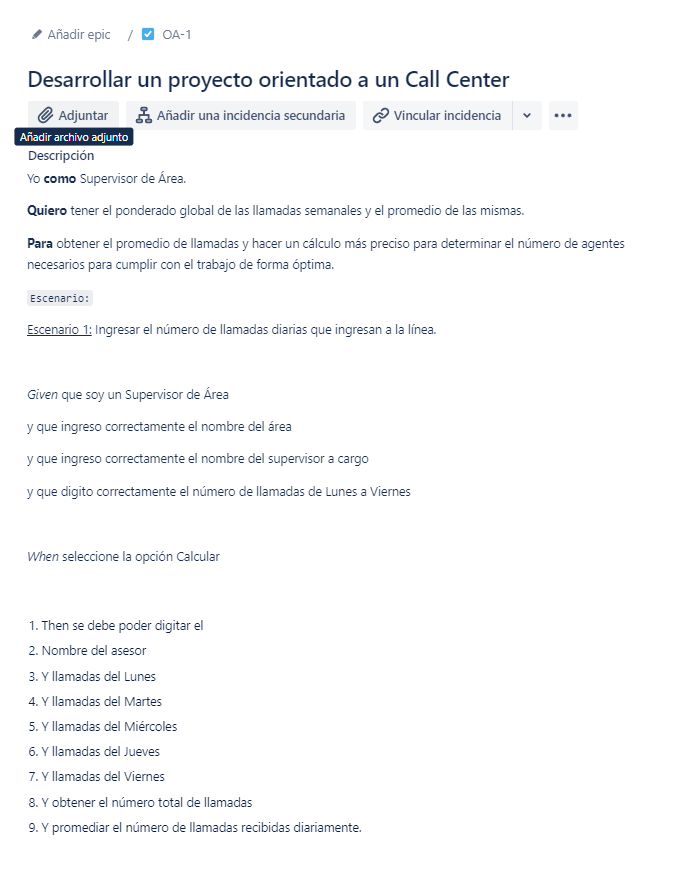 Añadir epic / OA-1
Desarrollar un proyecto orientado a un Call Center
Adjuntar Añadir una incidencia secundaria Vincular incidencia
Añadir archivo adjunto
Descripción
Yo como Supervisor de Área.
Quiero tener el ponderado global de las llamadas semanales y el promedio de las mismas.
Para obtener el promedio de llamadas y hacer un cálculo más preciso para determinar el número de agentes
necesarios para cumplir con el trabajo de forma óptima.
Escenario:
Escenario 1: Ingresar el número de llamadas diarias que ingresan a la línea.
Given que soy un Supervisor de Área
y que ingreso correctamente el nombre del área
y que ingreso correctamente el nombre del supervisor a cargo
y que digito correctamente el número de llamadas de Lunes a Viernes
When seleccione la opción Calcular
1. Then se debe poder digitar el
2. Nombre del asesor
3. Y llamadas del Lunes
4. Y llamadas del Martes
5. Y llamadas del Miércoles
6. Y llamadas del Jueves
7. Y llamadas del Viernes
8. Y obtener el número total de llamadas
9. Y promediar el número de llamadas recibidas diariamente.